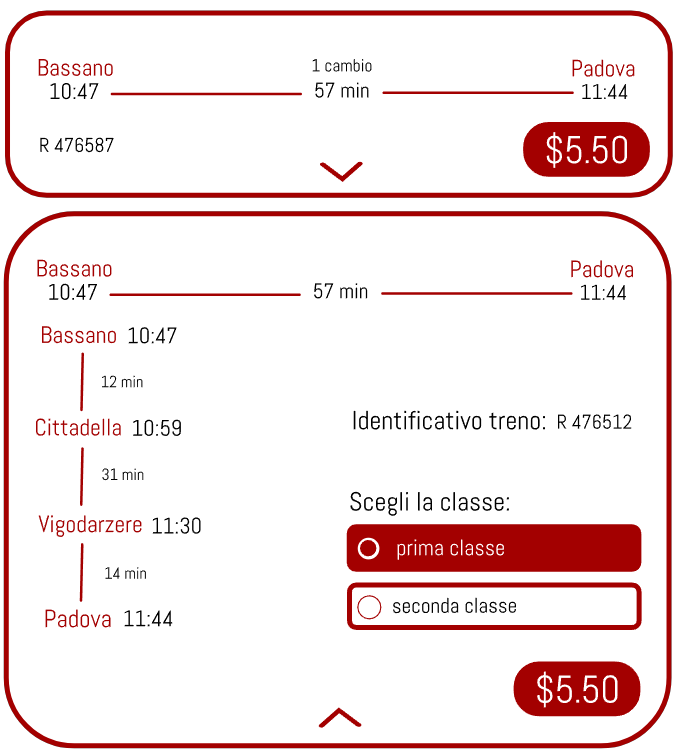 1 cambio
Bassano 57 min Padova
10:47 11:44
R 476587
$5.50
Bassano Padova
10:47 57 min 11:44
Bassano 10:47
12 min
Cittadella 10:59
31 min
Vigodarzere 11:30
14 min
Padova 11:44
Identificativo treno: R 476512
Scegli la classe:
prima classe
seconda classe
$5.50